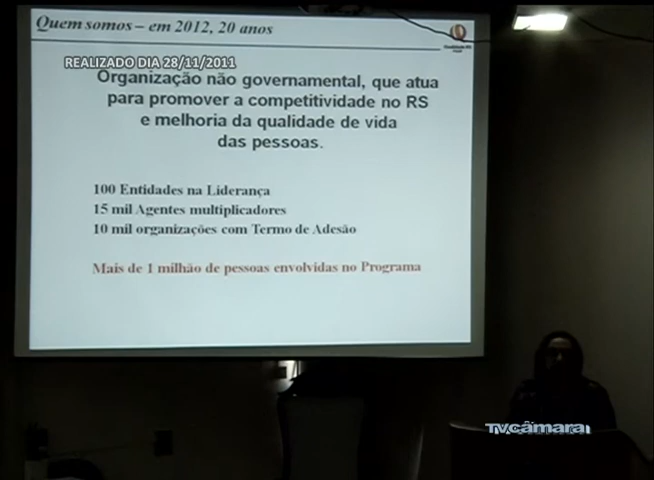 Quem somos – em 2012, 20 anos
REALIZADO DIA 28/11/2011
Organização não governamental, que atua
para promover a competitividade no RS
e melhoria da qualidade de vida
das pessoas.
100 Entidades na Liderança
15 mil Agentes multiplicadores
10 mil organizações com Termo de Adesão
Mais de 1 milhão de pessoas envolvidas no Programa
TVcâmara